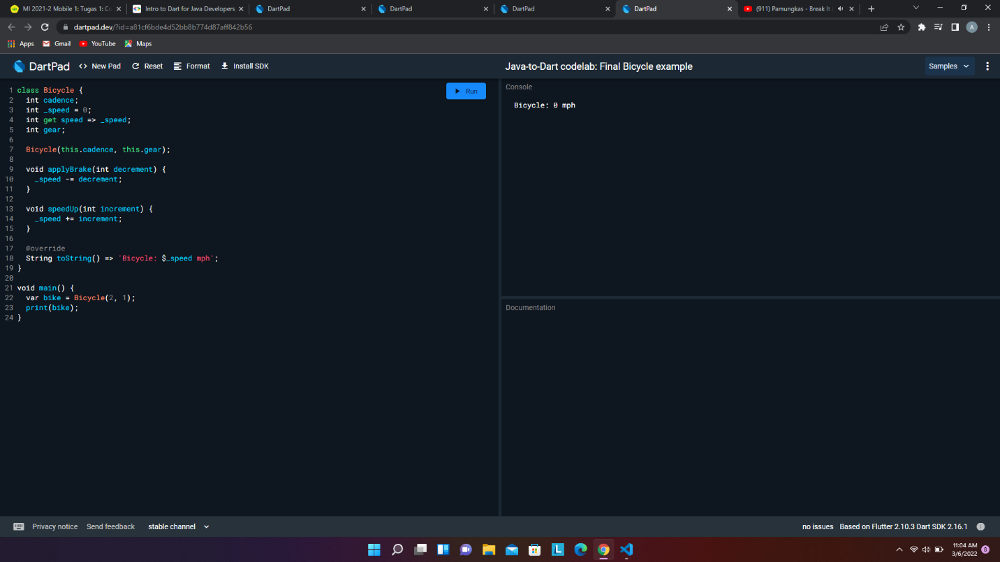 MI 2021-2 Mobile 1: Tugas 1: Co
Intro to Dart for Java Developers
DartPad
DartPad
DartPad
DartPad
(911) Pamungkas - Break It
dartpad.dev/?id=a81cf6bde4d52bb8b774d87aff842b56
A
Apps Gmail YouTube Maps
DartPad <> New Pad Reset Format Install SDK Java-to-Dart codelab: Final Bicycle example Samples
Run
1 class Bicycle {
2 int cadence;
3 int _speed = 0;
4 int get speed => _speed;
5 int gear;
6
7 Bicycle(this.cadence, this.gear);
8
9 void applyBrake(int decrement) {
10 _speed -= decrement;
11 }
12
13 void speedUp(int increment) {
14 _speed += increment;
15 }
16
17 @override
18 String toString() => 'Bicycle: $_speed mph';
19 }
20
21 void main() {
22 var bike = Bicycle(2, 1);
23 print(bike);
24 }
Console
Bicycle: 0 mph
Documentation
Privacy notice Send feedback stable channel no issues Based on Flutter 2.10.3 Dart SDK 2.16.1
L
11:04 AM
3/6/2022
8